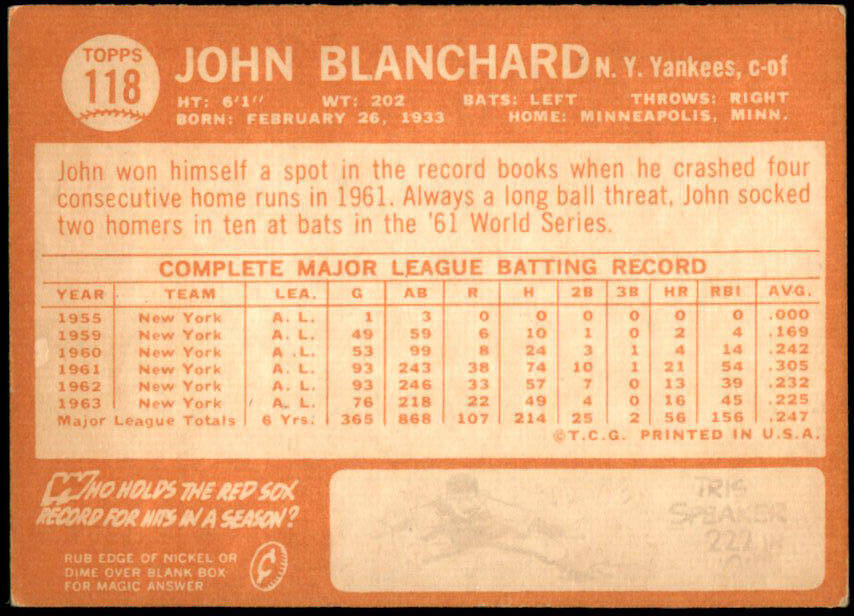 TOPPS
118
JOHN BLANCHARD N. Y. Yankees, c-of
HT: 6'1" WT: 202 BATS: LEFT THROWS: RIGHT
BORN: FEBRUARY 26, 1933 HOME: MINNEAPOLIS, MINN.
John won himself a spot in the record books when he crashed four
consecutive home runs in 1961. Always a long ball threat, John socked
two homers in ten at bats in the '61 World Series.
COMPLETE MAJOR LEAGUE BATTING RECORD
YEAR TEAM LEA. G AB R H 2B 3B HR RBI AVG.
1955 New York A. L. 1 3 0 0 0 0 0 0 .000
1959 New York A. L. 49 59 6 10 1 0 2 4 .169
1960 New York A. L. 53 99 8 24 3 1 4 14 .242
1961 New York A. L. 93 243 38 74 10 1 21 54 .305
1962 New York A. L. 93 246 33 57 7 0 13 39 .232
1963 New York A. L. 76 218 22 49 4 0 16 45 .225
Major League Totals 6 Yrs. 365 868 107 214 25 2 56 156 .247
©T.C.G. PRINTED IN U.S.A.
WHO HOLDS THE RED SOX
RECORD FOR HITS IN A SEASON?
RUB EDGE OF NICKEL OR
DIME OVER BLANK BOX
FOR MAGIC ANSWER
TRIS
SPEAKER
222